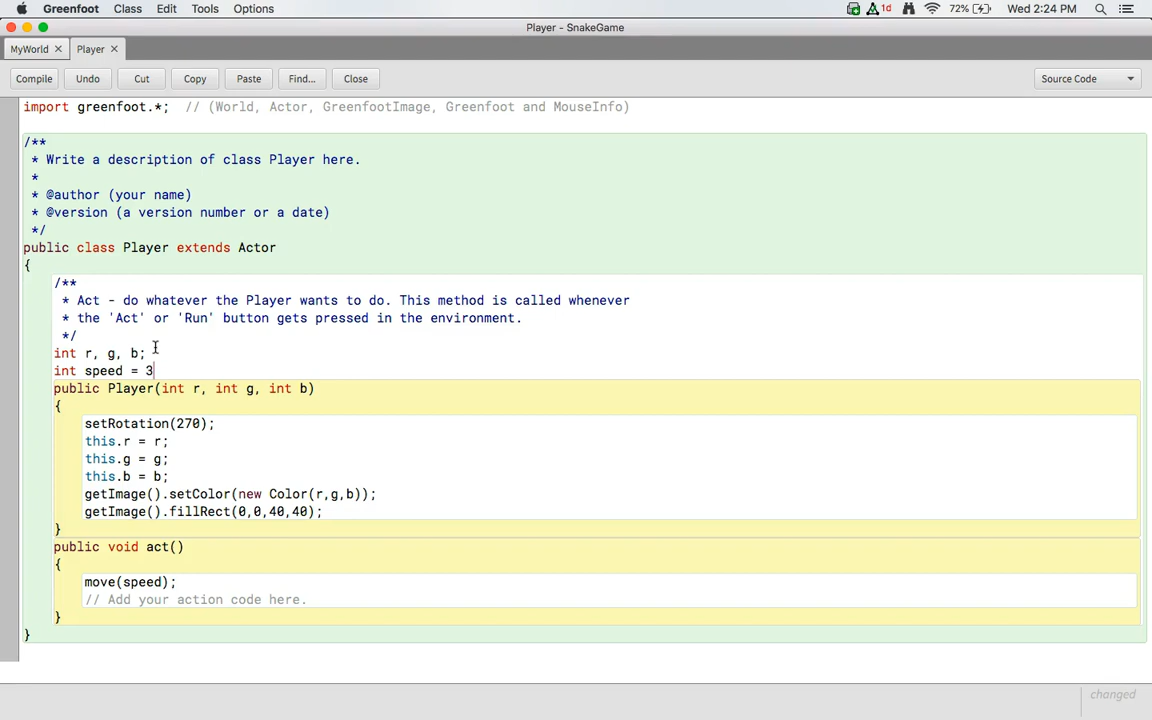 Greenfoot Class Edit Tools Options 1d 72% Wed 2:24 PM
Player - SnakeGame
MyWorld Player
Compile Undo Cut Copy Paste Find... Close Source Code
import greenfoot.*;  // (World, Actor, GreenfootImage, Greenfoot and MouseInfo)
/**
* Write a description of class Player here.
*
* @author (your name)
* @version (a version number or a date)
*/
public class Player extends Actor
{
/**
* Act - do whatever the Player wants to do. This method is called whenever
* the 'Act' or 'Run' button gets pressed in the environment.
*/
int r, g, b;
int speed = 3
public Player(int r, int g, int b)
{
setRotation(270);
this.r = r;
this.g = g;
this.b = b;
getImage().setColor(new Color(r,g,b));
getImage().fillRect(0,0,40,40);
}
public void act()
{
move(speed);
// Add your action code here.
}
}
changed